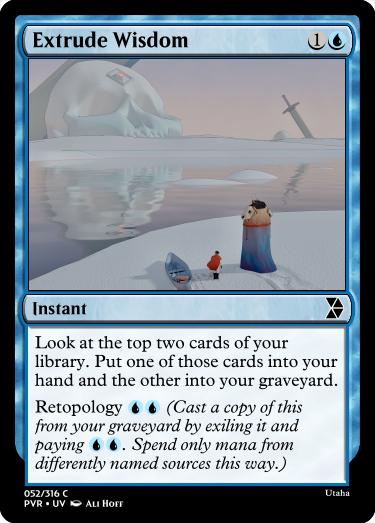 Extrude Wisdom 1
Instant
Look at the top two cards of your
library. Put one of those cards into your
hand and the other into your graveyard.
Retopology (Cast a copy of this
from your graveyard by exiling it and
paying . Spend only mana from
differently named sources this way.)
052/316 C
PVR • UV Ali Hoff
Utaha